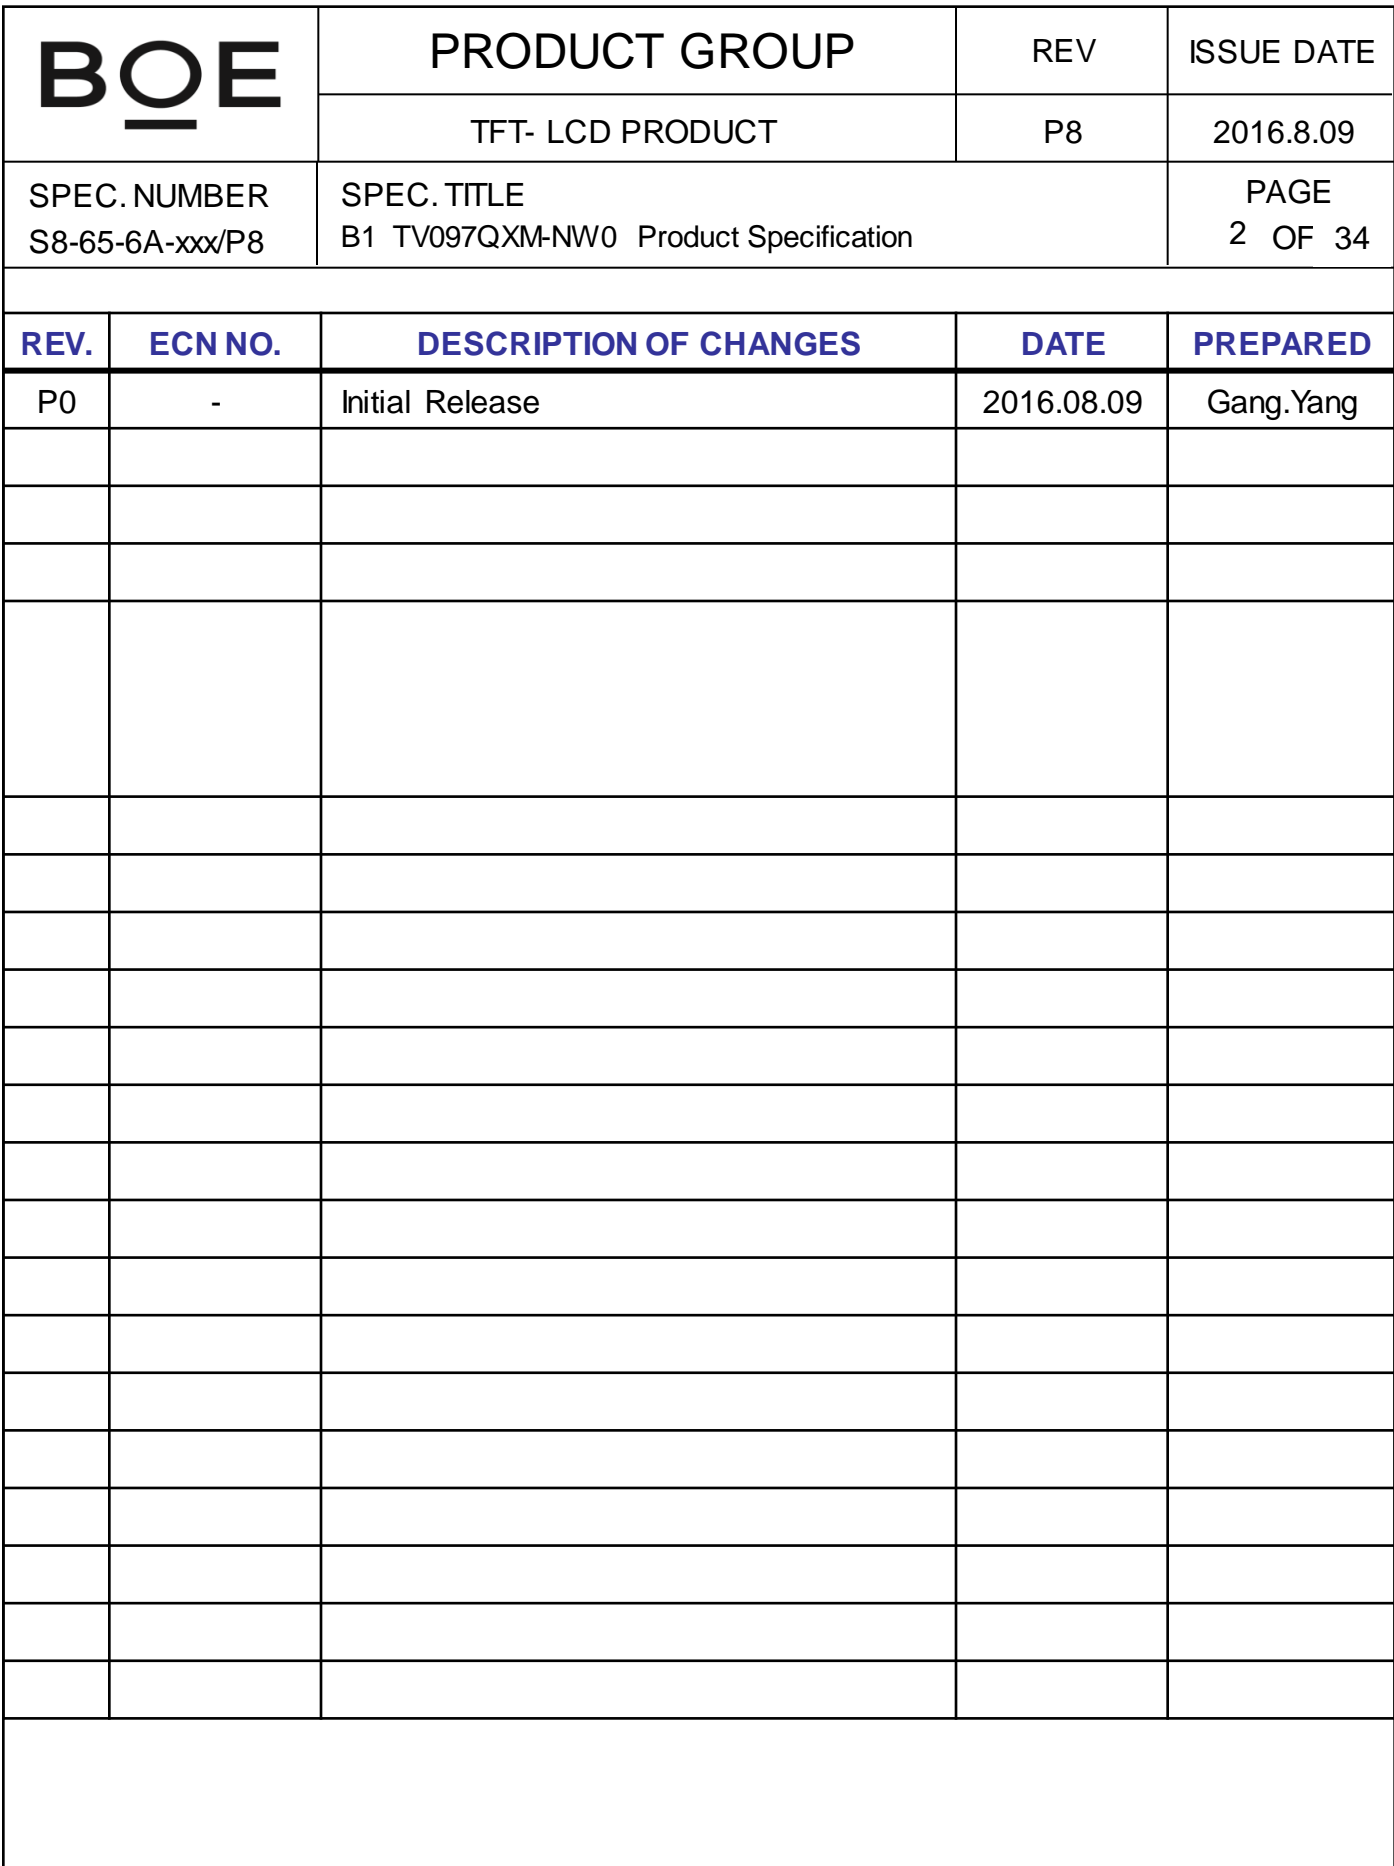 BOE
PRODUCT GROUP
REV
ISSUE DATE
TFT- LCD PRODUCT
P8
2016.8.09
SPEC. NUMBER
S8-65-6A-xxx/P8
SPEC. TITLE
B1 TV097QXM-NW0 Product Specification
PAGE
2 OF 34
REV. ECN NO. DESCRIPTION OF CHANGES DATE PREPARED
P0 - Initial Release 2016.08.09 Gang.Yang